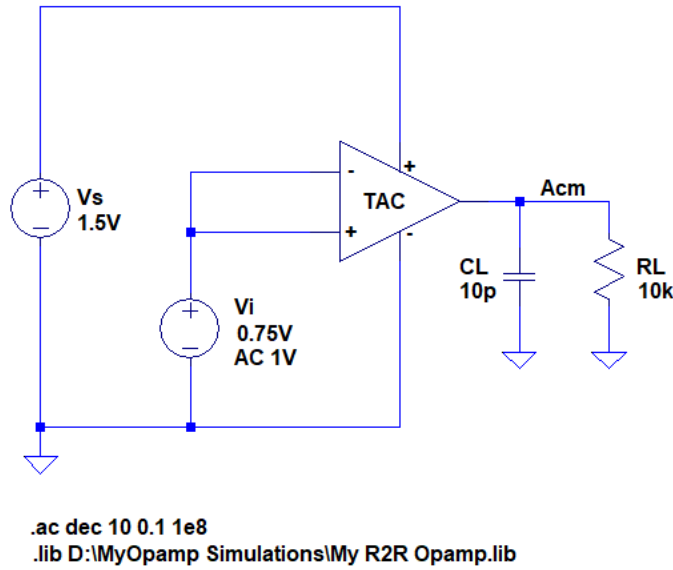 Vs
1.5V
+
-
+
-
-
+
TAC
+
-
Vi
0.75V
AC 1V
+
-
Acm
CL
10p
RL
10k
.ac dec 10 0.1 1e8
.lib D:\MyOpamp Simulations\My R2R Opamp.lib